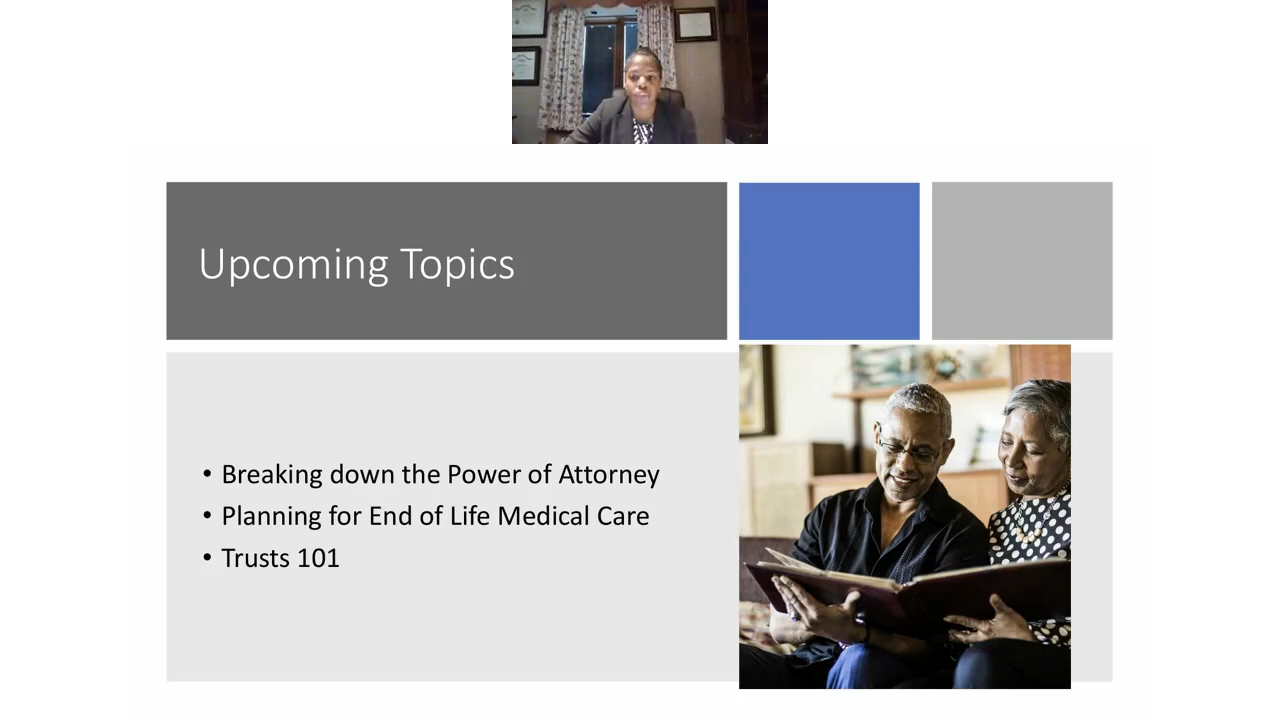 Upcoming Topics
• Breaking down the Power of Attorney
• Planning for End of Life Medical Care
• Trusts 101